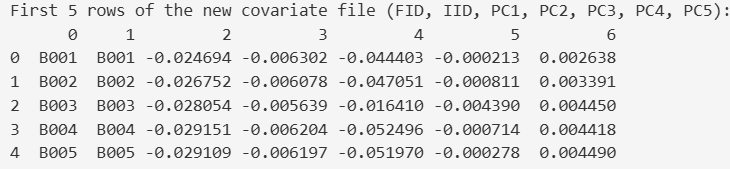 First 5 rows of the new covariate file (FID, IID, PC1, PC2, PC3, PC4, PC5):
0 1 2 3 4 5 6
0 B001 B001 -0.024694 -0.006302 -0.044403 -0.000213 0.002638
1 B002 B002 -0.026752 -0.006078 -0.047051 -0.000811 0.003391
2 B003 B003 -0.028054 -0.005639 -0.016410 -0.004390 0.004450
3 B004 B004 -0.029151 -0.006204 -0.052496 -0.000714 0.004418
4 B005 B005 -0.029109 -0.006197 -0.051970 -0.000278 0.004490